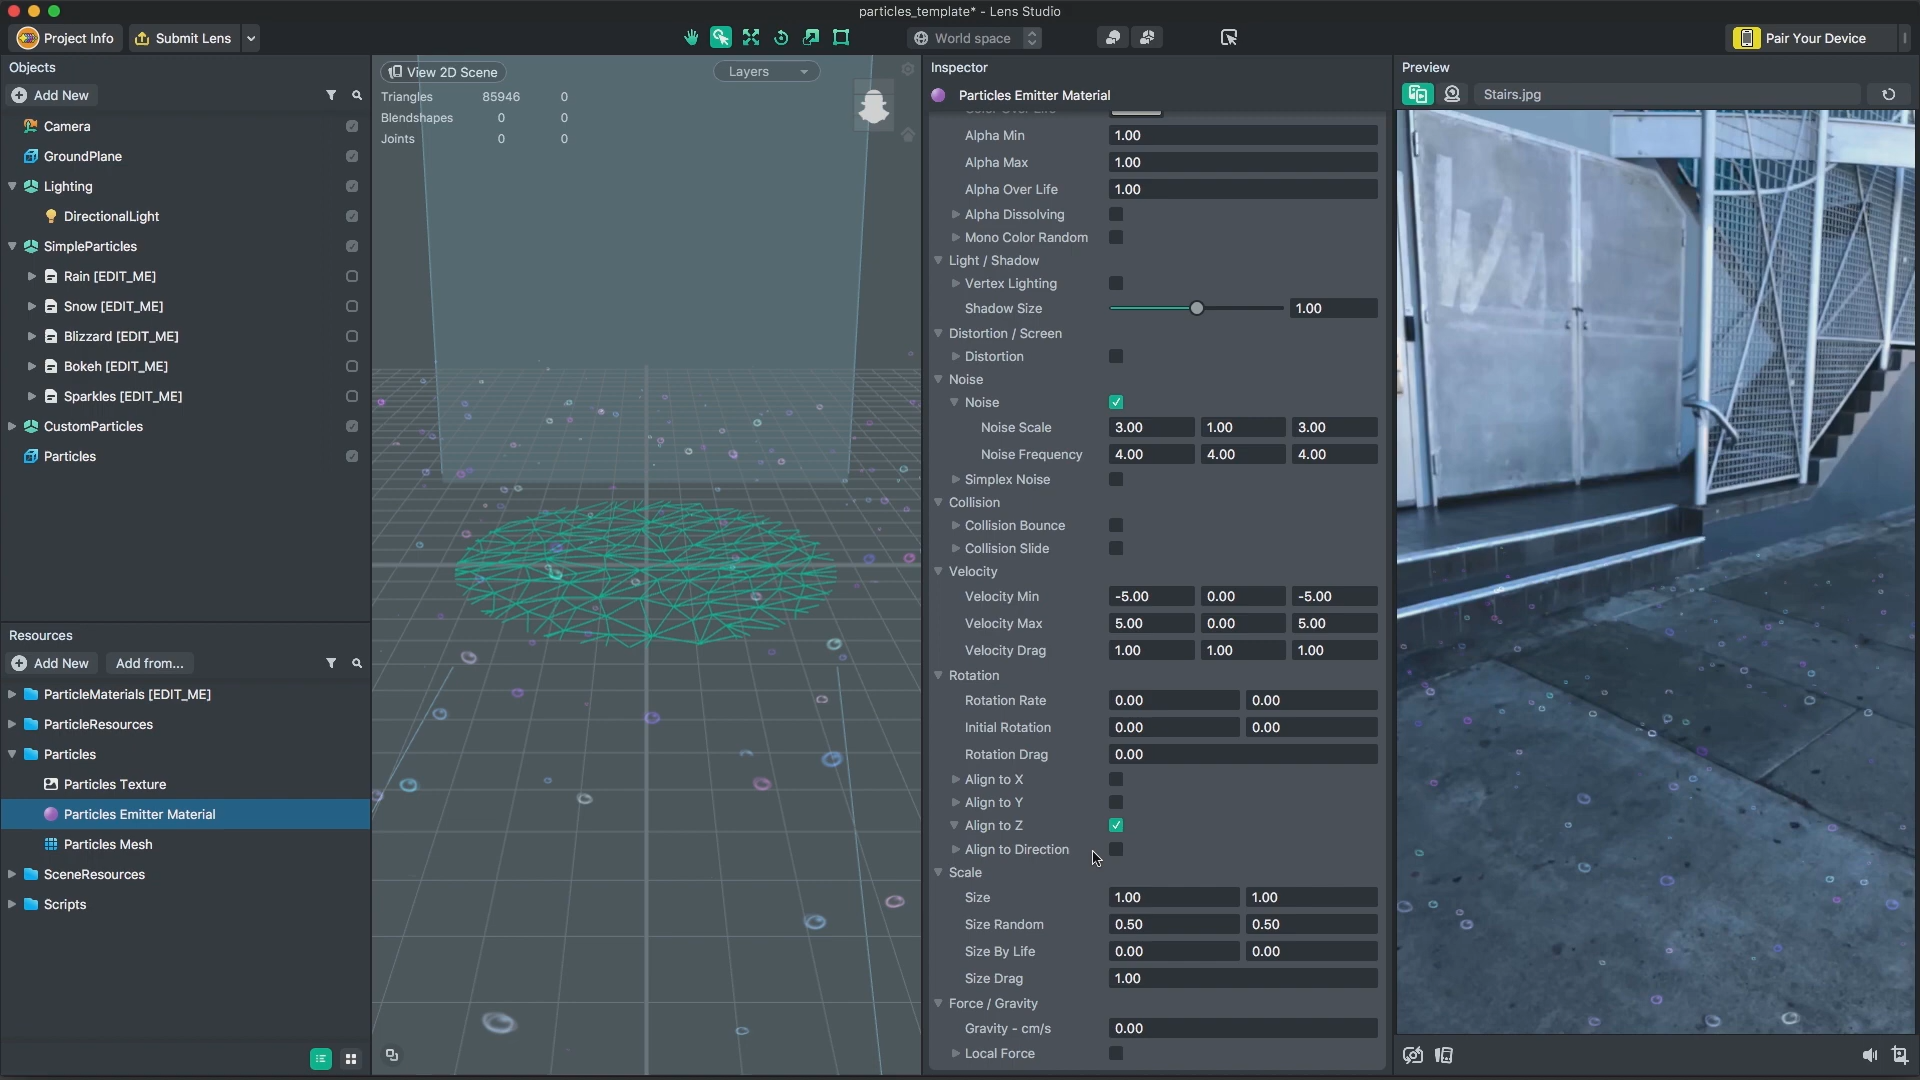 particles_template* - Lens Studio
Project Info
Submit Lens
World space
Pair Your Device
Objects
Add New
Camera
GroundPlane
Lighting
DirectionalLight
SimpleParticles
Rain [EDIT_ME]
Snow [EDIT_ME]
Blizzard [EDIT_ME]
Bokeh [EDIT_ME]
Sparkles [EDIT_ME]
CustomParticles
Particles
Resources
Add New
Add from...
ParticleMaterials [EDIT_ME]
ParticleResources
Particles
Particles Texture
Particles Emitter Material
Particles Mesh
SceneResources
Scripts
View 2D Scene
Layers
Triangles 85946 0
Blendshapes 0 0
Joints 0 0
Inspector
Particles Emitter Material
Color Over Life
Alpha Min 1.00
Alpha Max 1.00
Alpha Over Life 1.00
Alpha Dissolving
Mono Color Random
Light / Shadow
Vertex Lighting
Shadow Size 1.00
Distortion / Screen
Distortion
Noise
Noise
Noise Scale 3.00 1.00 3.00
Noise Frequency 4.00 4.00 4.00
Simplex Noise
Collision
Collision Bounce
Collision Slide
Velocity
Velocity Min -5.00 0.00 -5.00
Velocity Max 5.00 0.00 5.00
Velocity Drag 1.00 1.00 1.00
Rotation
Rotation Rate 0.00 0.00
Initial Rotation 0.00 0.00
Rotation Drag 0.00
Align to X
Align to Y
Align to Z
Align to Direction
Scale
Size 1.00 1.00
Size Random 0.50 0.50
Size By Life 0.00 0.00
Size Drag 1.00
Force / Gravity
Gravity - cm/s 0.00
Local Force
Preview
Stairs.jpg